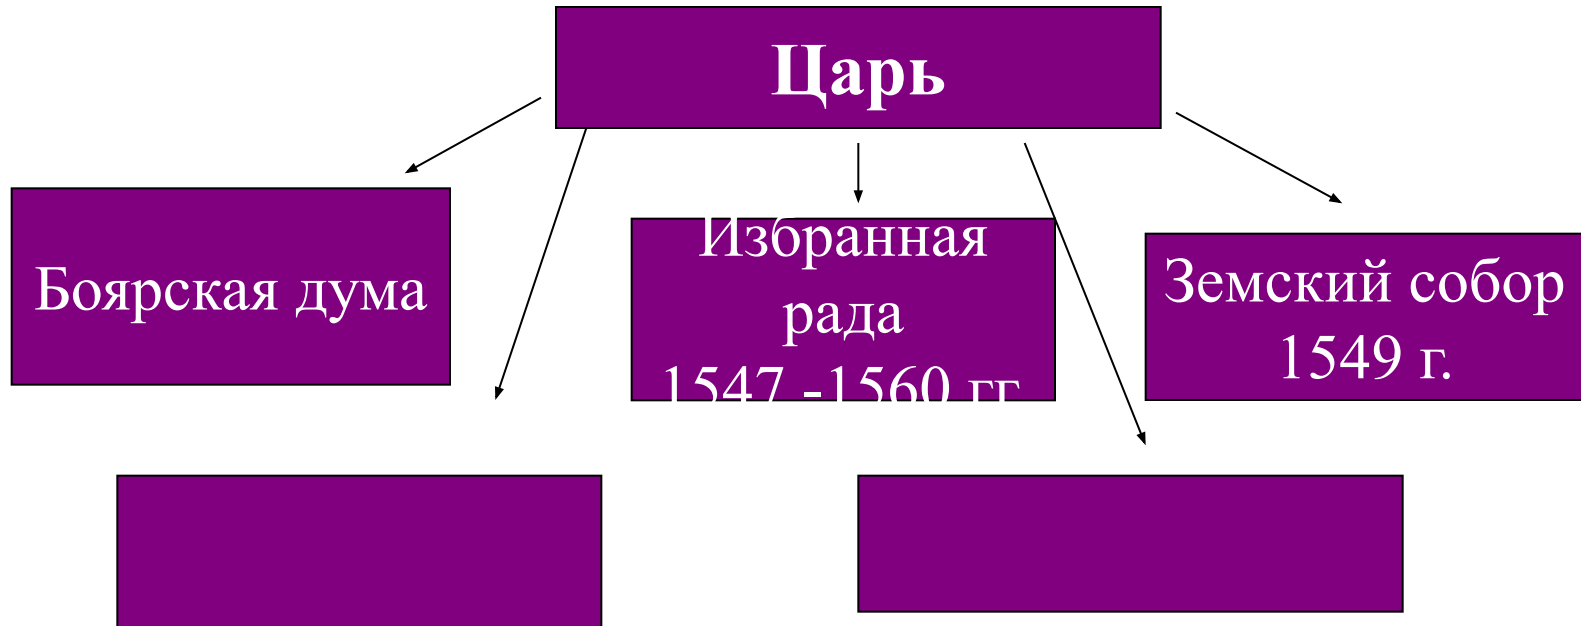 Царь
Боярская дума
Избранная
рада
1547 -1560 гг
Земский собор
1549 г.